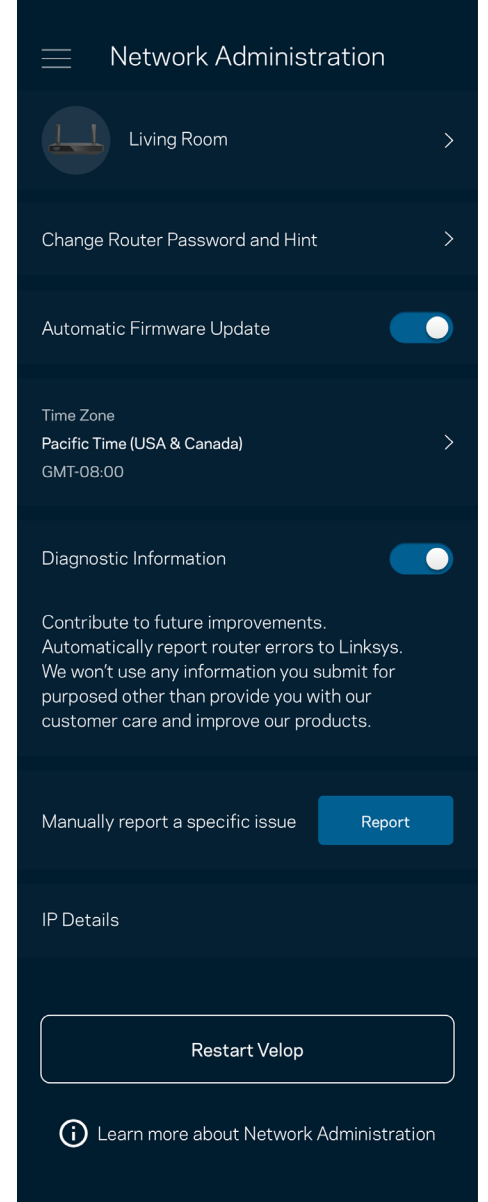 Network Administration
Living Room
Change Router Password and Hint
Automatic Firmware Update
Time Zone
Pacific Time (USA & Canada)
GMT-08:00
Diagnostic Information
Contribute to future improvements.
Automatically report router errors to Linksys.
We won't use any information you submit for
purposed other than provide you with our
customer care and improve our products.
Manually report a specific issue
Report
IP Details
Restart Velop
Learn more about Network Administration